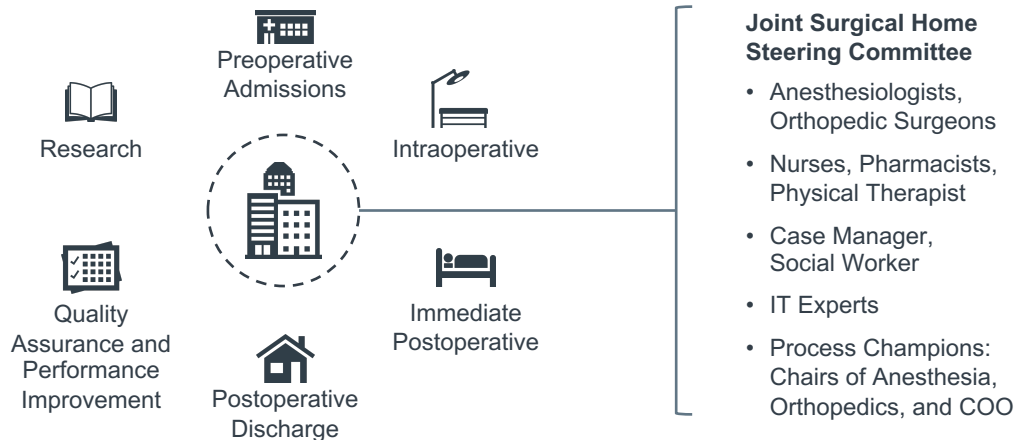 Preoperative
Admissions
Research
Intraoperative
Quality
Assurance and
Performance
Improvement
Immediate
Postoperative
Postoperative
Discharge
Joint Surgical Home
Steering Committee
• Anesthesiologists,
Orthopedic Surgeons
• Nurses, Pharmacists,
Physical Therapist
• Case Manager,
Social Worker
• IT Experts
• Process Champions:
Chairs of Anesthesia,
Orthopedics, and COO